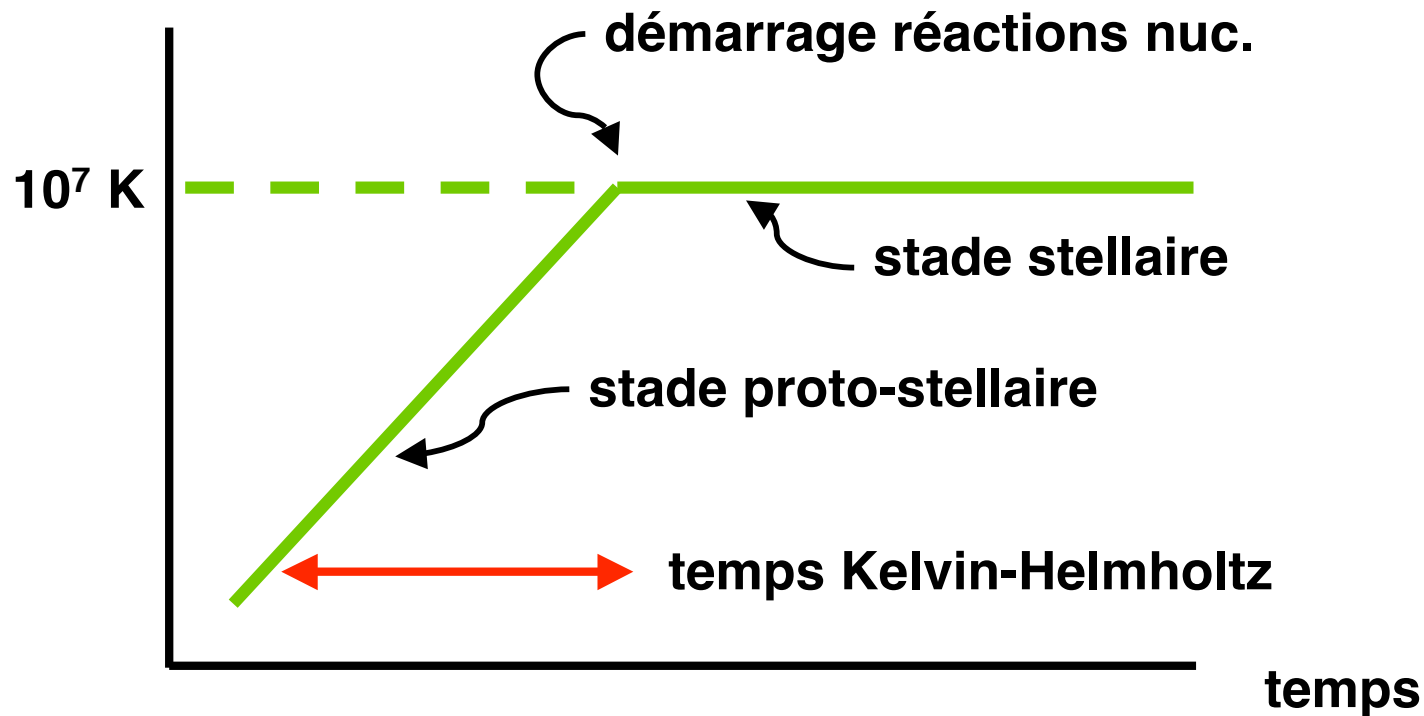 démarrage réactions nuc.
10⁷ K
stade stellaire
stade proto-stellaire
temps Kelvin-Helmholtz
temps